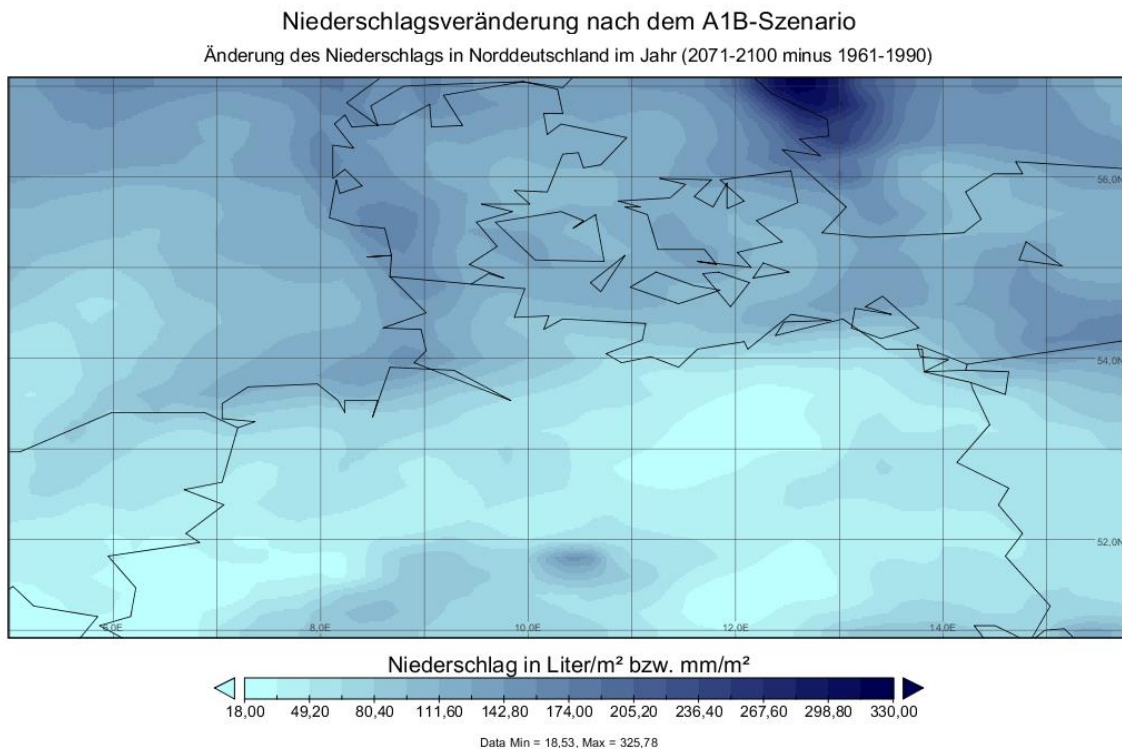 Niederschlagsveränderung nach dem A1B-Szenario
Änderung des Niederschlags in Norddeutschland im Jahr (2071-2100 minus 1961-1990)
56,0N
54,0N
52,0N
6,0E 8,0E 10,0E 12,0E 14,0E
Niederschlag in Liter/m² bzw. mm/m²
18,00 49,20 80,40 111,60 142,80 174,00 205,20 236,40 267,60 298,80 330,00
Data Min = 18,53, Max = 325,78